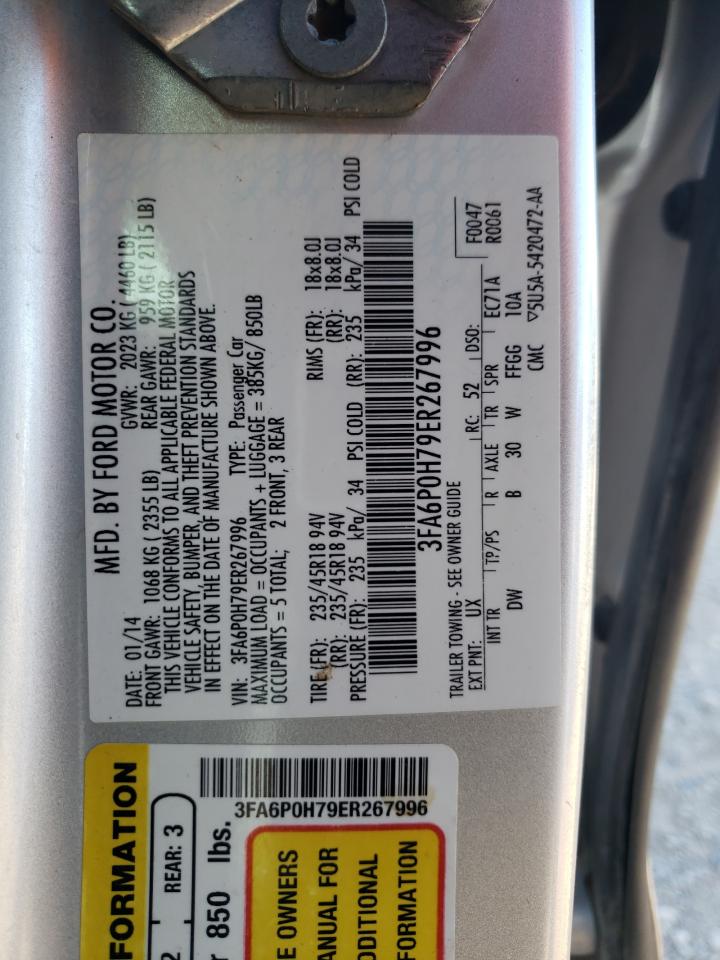 MFD. BY FORD MOTOR CO.
DATE: 01/14 GVWR: 2023 KG ( 4460 LB)
FRONT GAWR: 1068 KG ( 2355 LB) REAR GAWR: 959 KG ( 2115 LB)
THIS VEHICLE CONFORMS TO ALL APPLICABLE FEDERAL MOTOR
VEHICLE SAFETY, BUMPER, AND THEFT PREVENTION STANDARDS
IN EFFECT ON THE DATE OF MANUFACTURE SHOWN ABOVE.
VIN: 3FA6P0H79ER267996 TYPE: Passenger Car
MAXIMUM LOAD = OCCUPANTS + LUGGAGE = 385KG/ 850LB
OCCUPANTS = 5 TOTAL; 2 FRONT, 3 REAR
TIRE(FR): 235/45R18 94V RIMS (FR): 18x8.0J
(RR): 235/45R18 94V (RR): 18x8.0J
PRESSURE (FR): 235 kPa/ 34 PSI COLD (RR): 235 kPa/ 34 PSI COLD
3FA6P0H79ER267996
TRAILER TOWING - SEE OWNER GUIDE F0047
EXT PNT: UX RC: 52 DSO: R0061
INT TR TP/PS R AXLE TR SPR EC71A
DW B 30 W FFGG 10A
CMC ▽5U5A-5420472-AA
FORMATION
2 REAR: 3
r 850 lbs.
3FA6P0H79ER267996
E OWNERS
ANUAL FOR
DDITIONAL
FORMATION